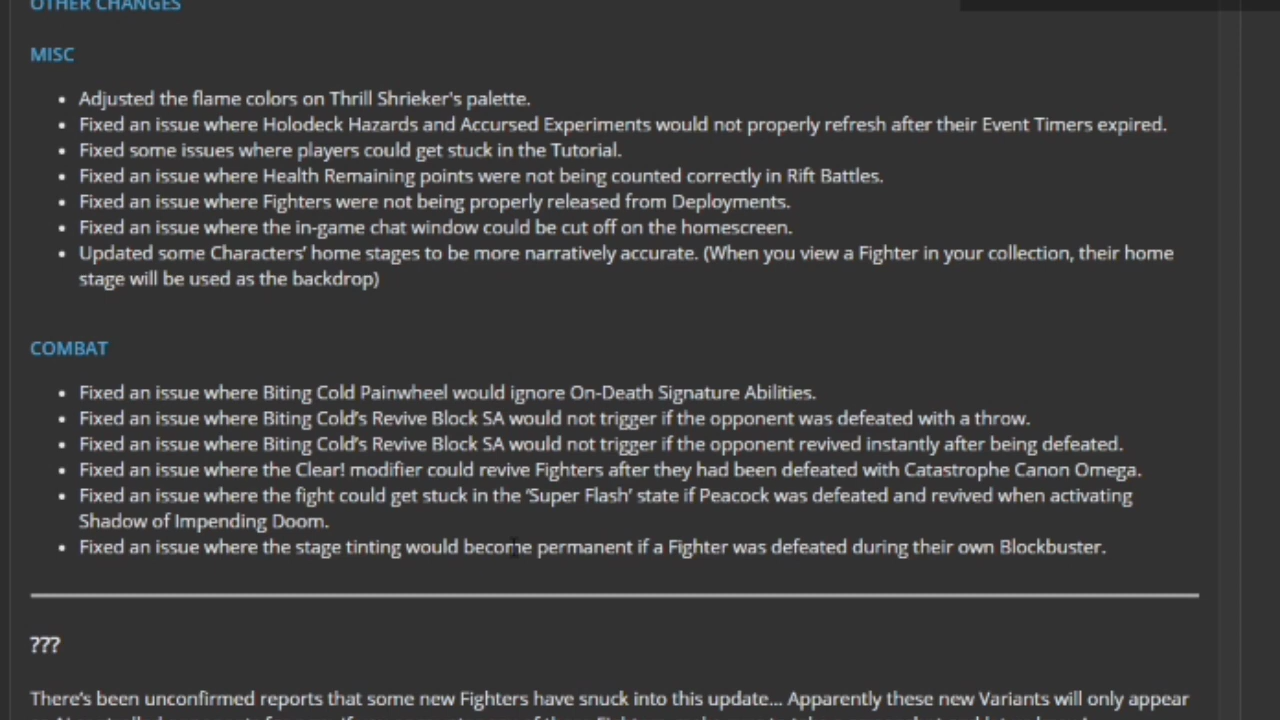 OTHER CHANGES
MISC
• Adjusted the flame colors on Thrill Shrieker's palette.
• Fixed an issue where Holodeck Hazards and Accursed Experiments would not properly refresh after their Event Timers expired.
• Fixed some issues where players could get stuck in the Tutorial.
• Fixed an issue where Health Remaining points were not being counted correctly in Rift Battles.
• Fixed an issue where Fighters were not being properly released from Deployments.
• Fixed an issue where the in-game chat window could be cut off on the homescreen.
• Updated some Characters’ home stages to be more narratively accurate. (When you view a Fighter in your collection, their home
stage will be used as the backdrop)
COMBAT
• Fixed an issue where Biting Cold Painwheel would ignore On-Death Signature Abilities.
• Fixed an issue where Biting Cold’s Revive Block SA would not trigger if the opponent was defeated with a throw.
• Fixed an issue where Biting Cold’s Revive Block SA would not trigger if the opponent revived instantly after being defeated.
• Fixed an issue where the Clear! modifier could revive Fighters after they had been defeated with Catastrophe Canon Omega.
• Fixed an issue where the fight could get stuck in the ‘Super Flash’ state if Peacock was defeated and revived when activating
Shadow of Impending Doom.
• Fixed an issue where the stage tinting would become permanent if a Fighter was defeated during their own Blockbuster.
???
There's been unconfirmed reports that some new Fighters have snuck into this update... Apparently these new Variants will only appear